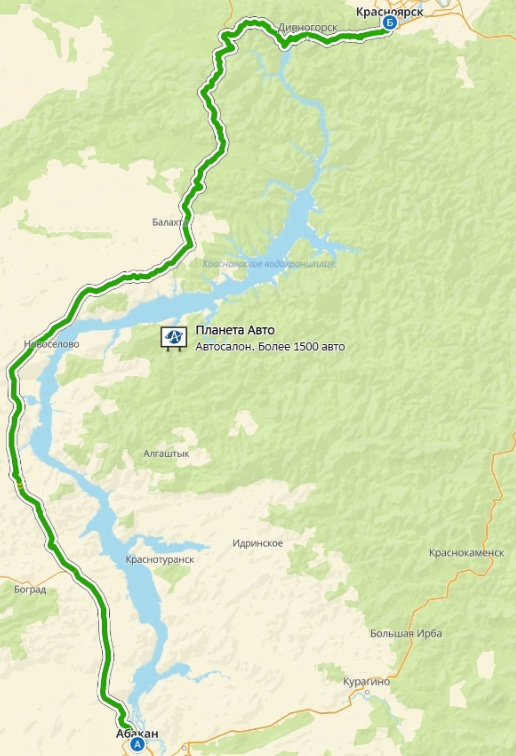 Красноярск
Б
Дивногорск
Балахта
Красноярское водохранилище
Новоселово
Планета Авто
Автосалон. Более 1500 авто
Алгаштык
Идринское
Краснотуранск
Краснокаменск
Боград
Большая Ирба
Курагино
Абакан
А